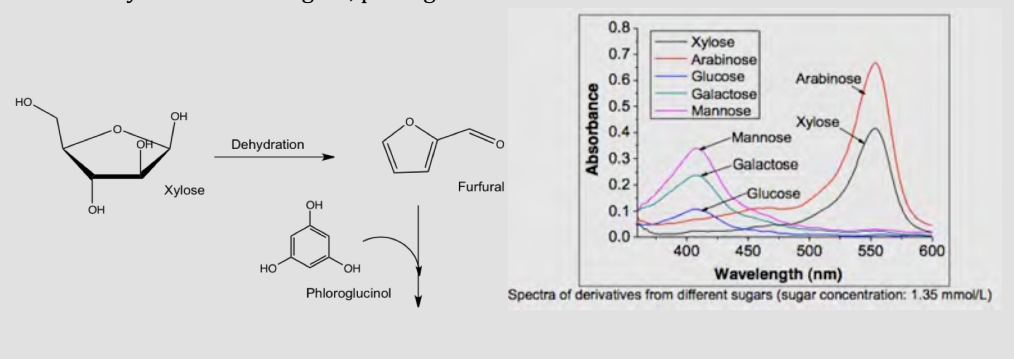 HO
O
OH
OH
OH
Xylose
Dehydration
O
O
Furfural
OH
HO
OH
Phloroglucinol
0.8
0.7
0.6
0.5
0.4
0.3
0.2
0.1
0.0
Absorbance
Xylose
Arabinose
Glucose
Galactose
Mannose
Arabinose
Xylose
Mannose
Galactose
Glucose
400 450 500 550 600
Wavelength (nm)
Spectra of derivatives from different sugars (sugar concentration: 1.35 mmol/L)